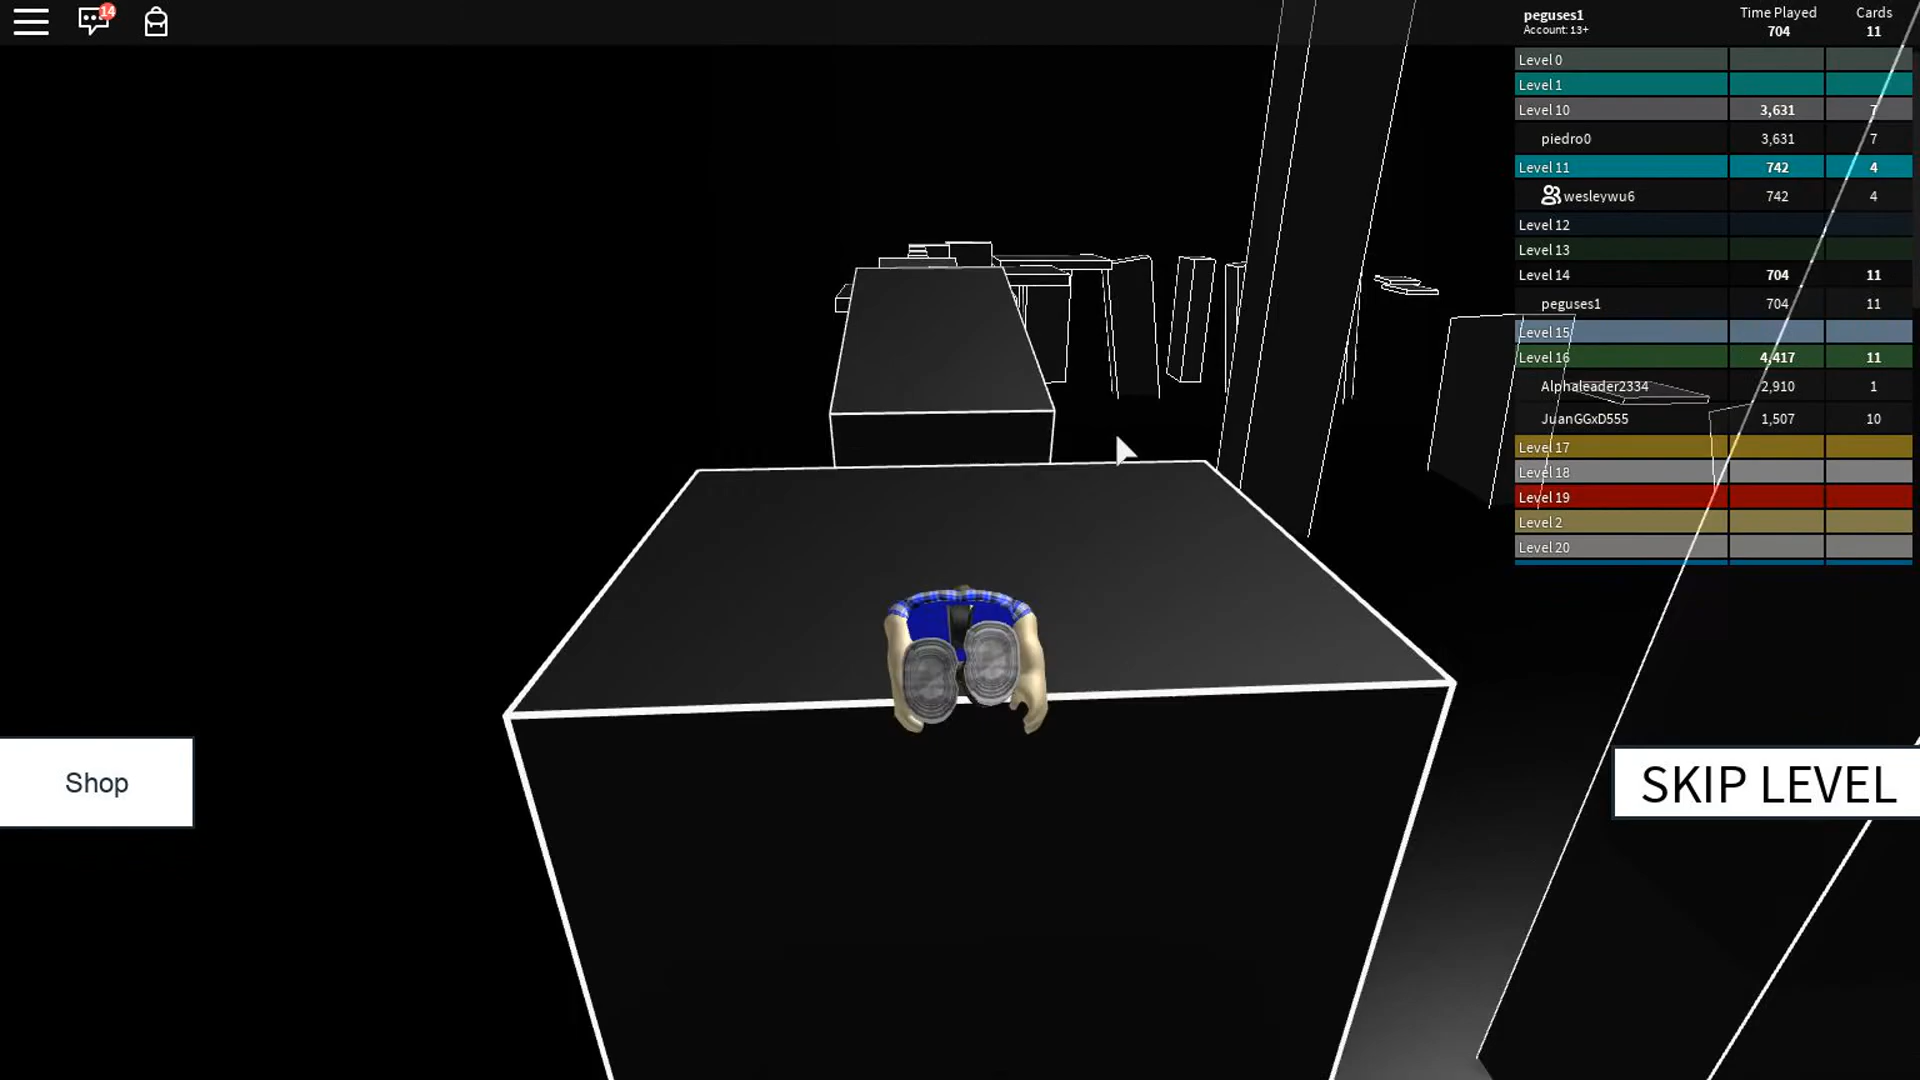 14
peguses1
Account: 13+
Time Played
704
Cards
11
Level 0
Level 1
Level 10 3,631 7
piedro0 3,631 7
Level 11 742 4
wesleywu6 742 4
Level 12
Level 13
Level 14 704 11
peguses1 704 11
Level 15
Level 16 4,417 11
Alphaleader2334 2,910 1
JuanGGxD555 1,507 10
Level 17
Level 18
Level 19
Level 2
Level 20
Shop
SKIP LEVEL